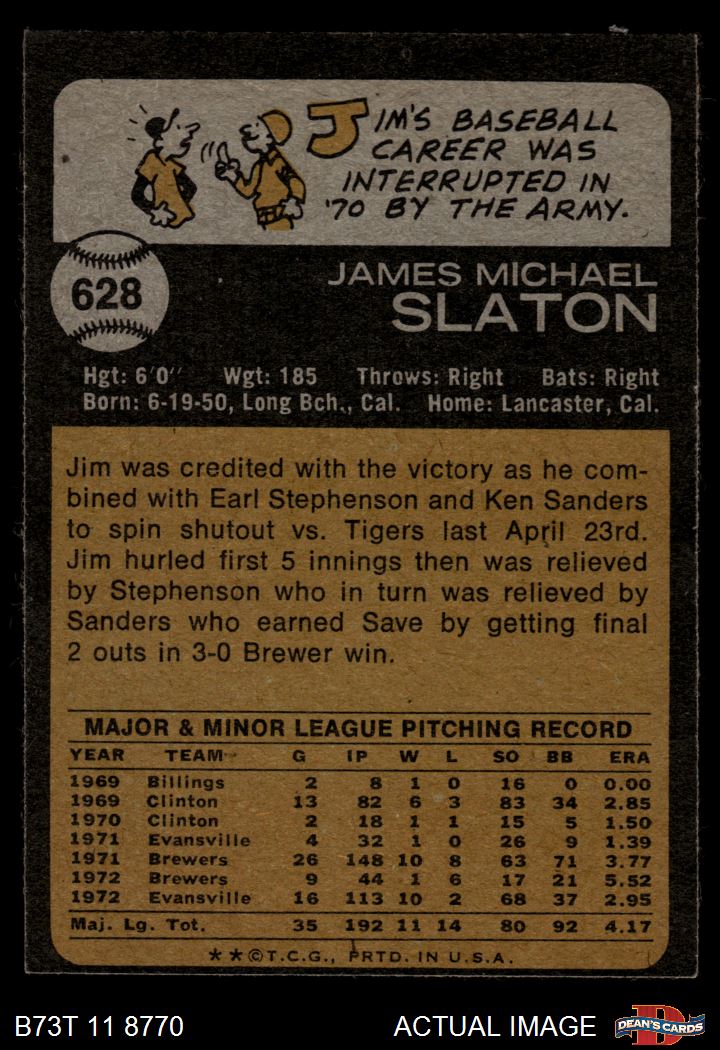 JIM'S BASEBALL
CAREER WAS
INTERRUPTED IN
'70 BY THE ARMY.
628
JAMES MICHAEL
SLATON
Hgt: 6'0" Wgt: 185 Throws: Right Bats: Right
Born: 6-19-50, Long Bch., Cal. Home: Lancaster, Cal.
Jim was credited with the victory as he com-
bined with Earl Stephenson and Ken Sanders
to spin shutout vs. Tigers last April 23rd.
Jim hurled first 5 innings then was relieved
by Stephenson who in turn was relieved by
Sanders who earned Save by getting final
2 outs in 3-0 Brewer win.
MAJOR & MINOR LEAGUE PITCHING RECORD
YEAR TEAM G IP W L SO BB ERA
1969 Billings 2 8 1 0 16 0 0.00
1969 Clinton 13 82 6 3 83 34 2.85
1970 Clinton 2 18 1 1 15 5 1.50
1971 Evansville 4 32 1 0 26 9 1.39
1971 Brewers 26 148 10 8 63 71 3.77
1972 Brewers 9 44 1 6 17 21 5.52
1972 Evansville 16 113 10 2 68 37 2.95
Maj. Lg. Tot. 35 192 11 14 80 92 4.17
**©T.C.G., PRTD. IN U.S.A.
B73T 11 8770 ACTUAL IMAGE DEAN'S CARDS